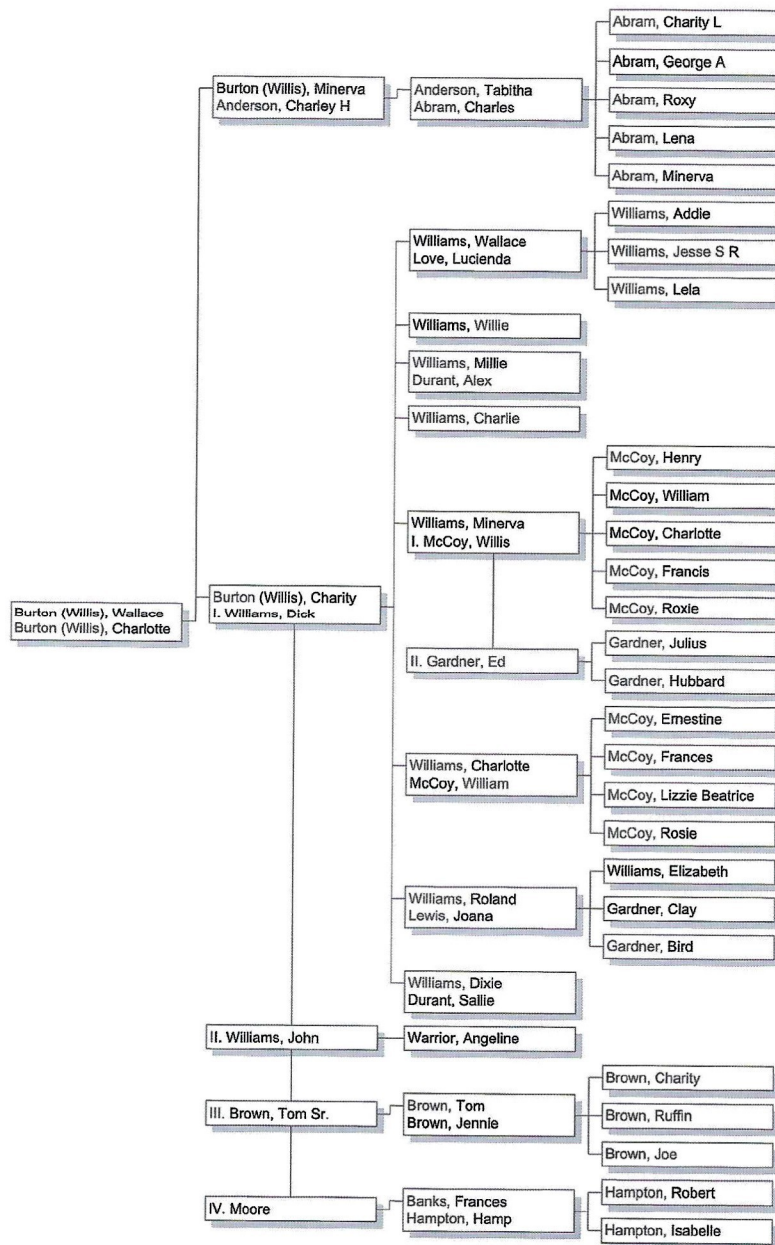 Abram, Charity L
Abram, George A
Burton (Willis), Minerva
Anderson, Charley H
Anderson, Tabitha
Abram, Charles
Abram, Roxy
Abram, Lena
Abram, Minerva
Williams, Addie
Williams, Wallace
Love, Lucienda
Williams, Jesse S R
Williams, Lela
Williams, Willie
Williams, Millie
Durant, Alex
Williams, Charlie
McCoy, Henry
McCoy, William
Williams, Minerva
I. McCoy, Willis
McCoy, Charlotte
McCoy, Francis
Burton (Willis), Charity
I. Williams, Dick
McCoy, Roxie
Burton (Willis), Wallace
Burton (Willis), Charlotte
Gardner, Julius
II. Gardner, Ed
Gardner, Hubbard
McCoy, Ernestine
McCoy, Frances
Williams, Charlotte
McCoy, William
McCoy, Lizzie Beatrice
McCoy, Rosie
Williams, Elizabeth
Williams, Roland
Lewis, Joana
Gardner, Clay
Gardner, Bird
Williams, Dixie
Durant, Sallie
II. Williams, John
Warrior, Angeline
Brown, Charity
III. Brown, Tom Sr.
Brown, Tom
Brown, Jennie
Brown, Ruffin
Brown, Joe
IV. Moore
Banks, Frances
Hampton, Hamp
Hampton, Robert
Hampton, Isabelle